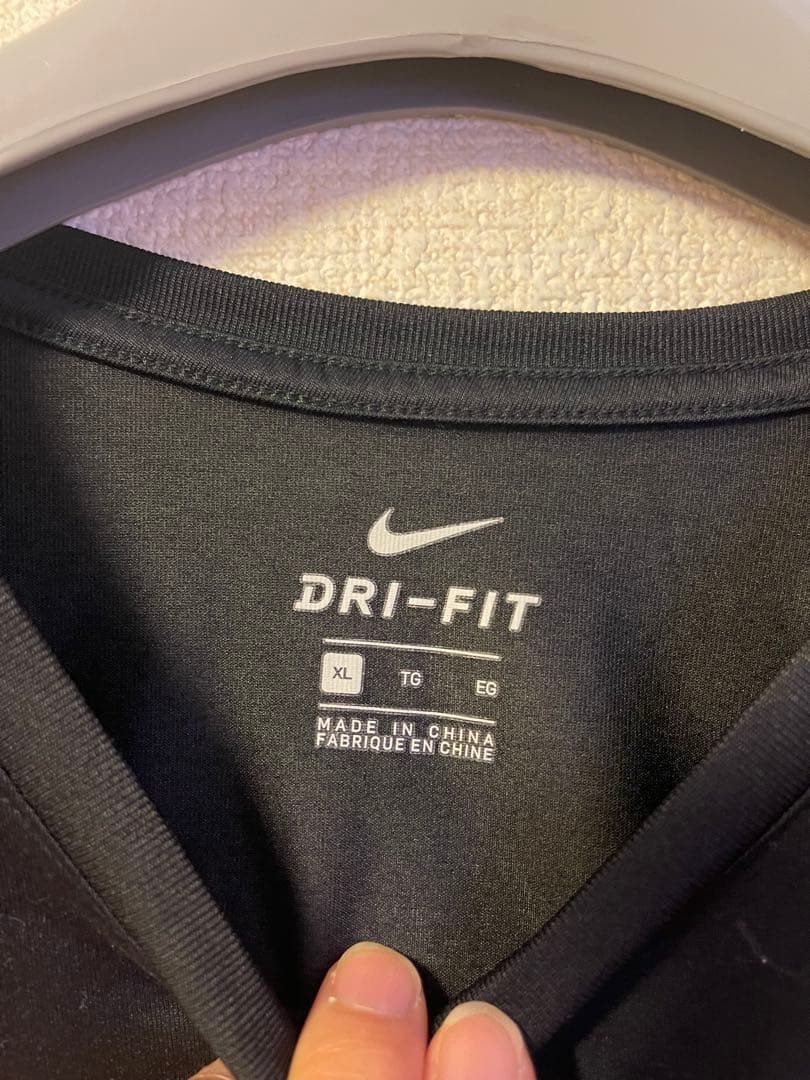 DRI-FIT
XL TG EG
MADE IN CHINA
FABRIQUE EN CHINE